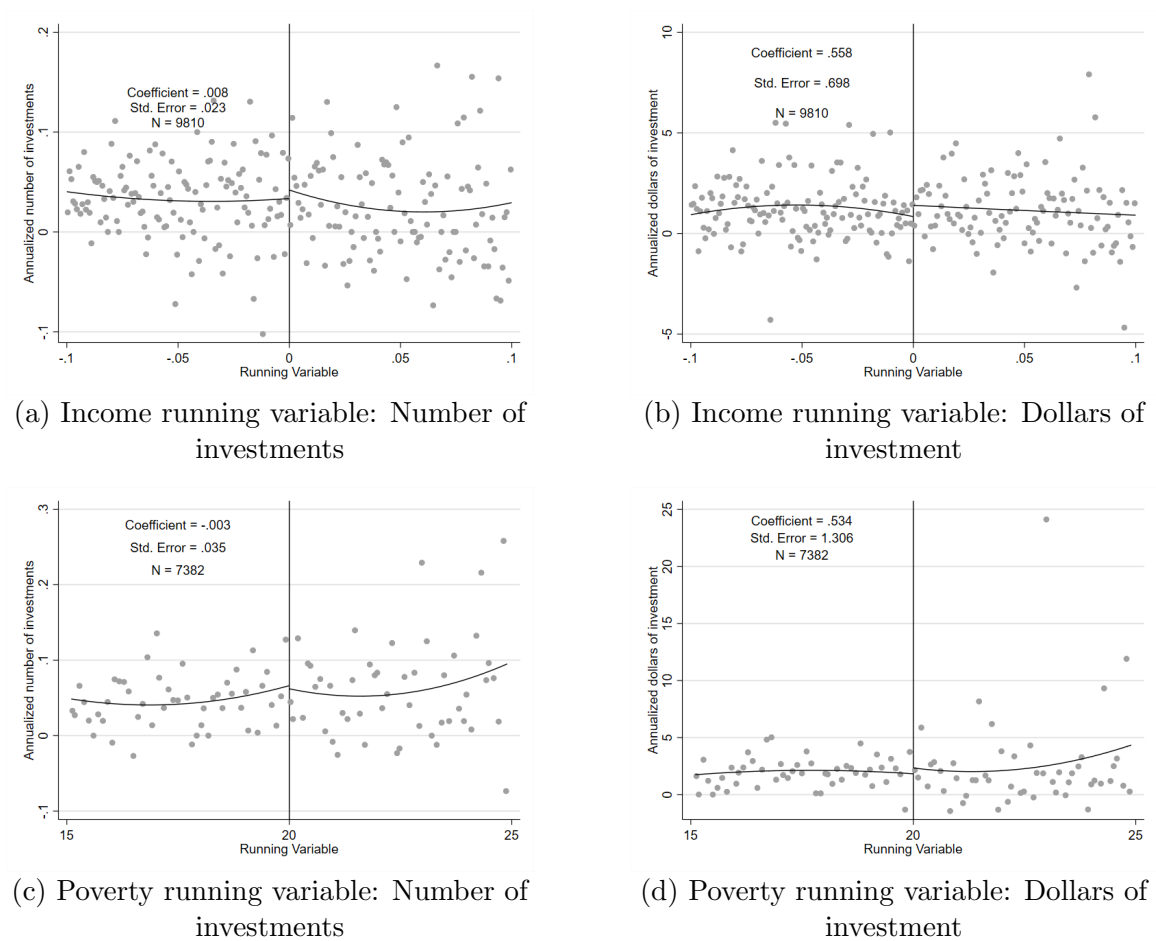 Annualized number of investments
.2
.1
0
-.1
Coefficient = .008
Std. Error = .023
N = 9810
-.1 -.05 0 .05 .1
Running Variable
(a) Income running variable: Number of
investments
Annualized dollars of investment
10
5
0
-5
Coefficient = .558
Std. Error = .698
N = 9810
-.1 -.05 0 .05 .1
Running Variable
(b) Income running variable: Dollars of
investment
Annualized number of investments
.3
.2
.1
0
-.1
Coefficient = -.003
Std. Error = .035
N = 7382
15 20 25
Running Variable
(c) Poverty running variable: Number of
investments
Annualized dollars of investment
25
20
15
10
5
0
Coefficient = .534
Std. Error = 1.306
N = 7382
15 20 25
Running Variable
(d) Poverty running variable: Dollars of
investment